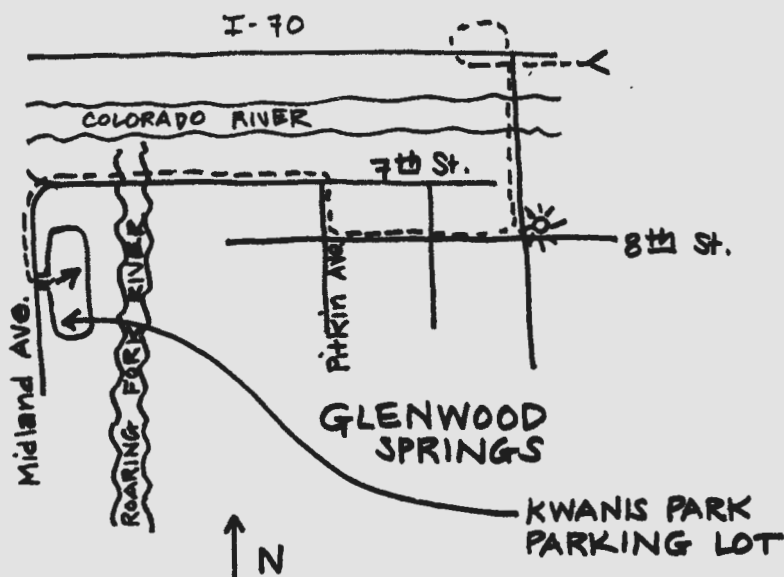 I-70
COLORADO RIVER
7th St.
8th St.
Pitkin Ave.
Midland Ave.
ROARING FORK RIVER
GLENWOOD
SPRINGS
KWANIS PARK
PARKING LOT
N